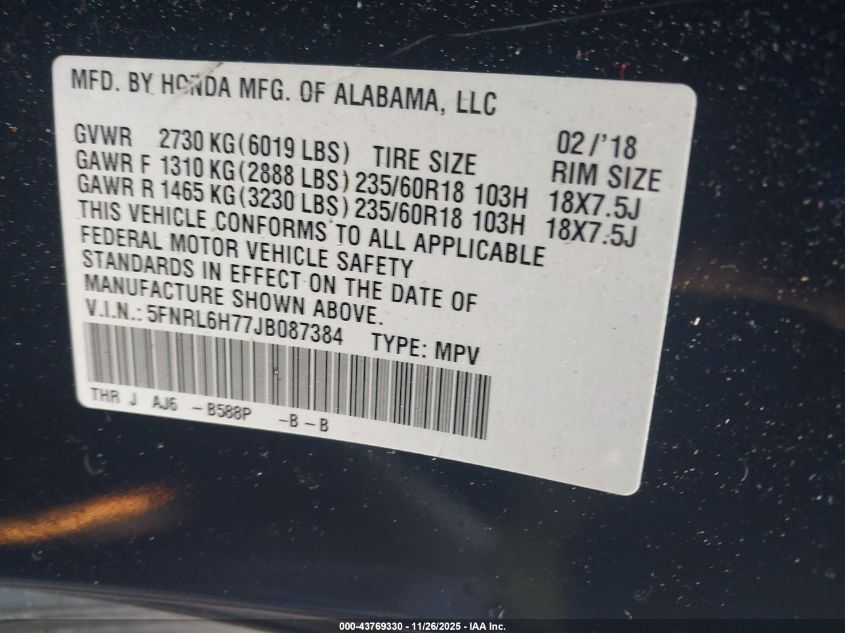 MFD. BY HONDA MFG. OF ALABAMA, LLC
02 /'18
GVWR 2730 KG(6019 LBS) TIRE SIZE RIM SIZE
GAWR F 1310 KG(2888 LBS) 235/60R18 103H 18X7.5J
GAWR R 1465 KG(3230 LBS) 235/60R18 103H 18X7.5J
THIS VEHICLE CONFORMS TO ALL APPLICABLE
FEDERAL MOTOR VEHICLE SAFETY
STANDARDS IN EFFECT ON THE DATE OF
MANUFACTURE SHOWN ABOVE.
V.I.N.: 5FNRL6H77JB087384 TYPE: MPV
THR J AJ6 - B588P - B - B
000-43769330 - 11/26/2025 - IAA Inc.